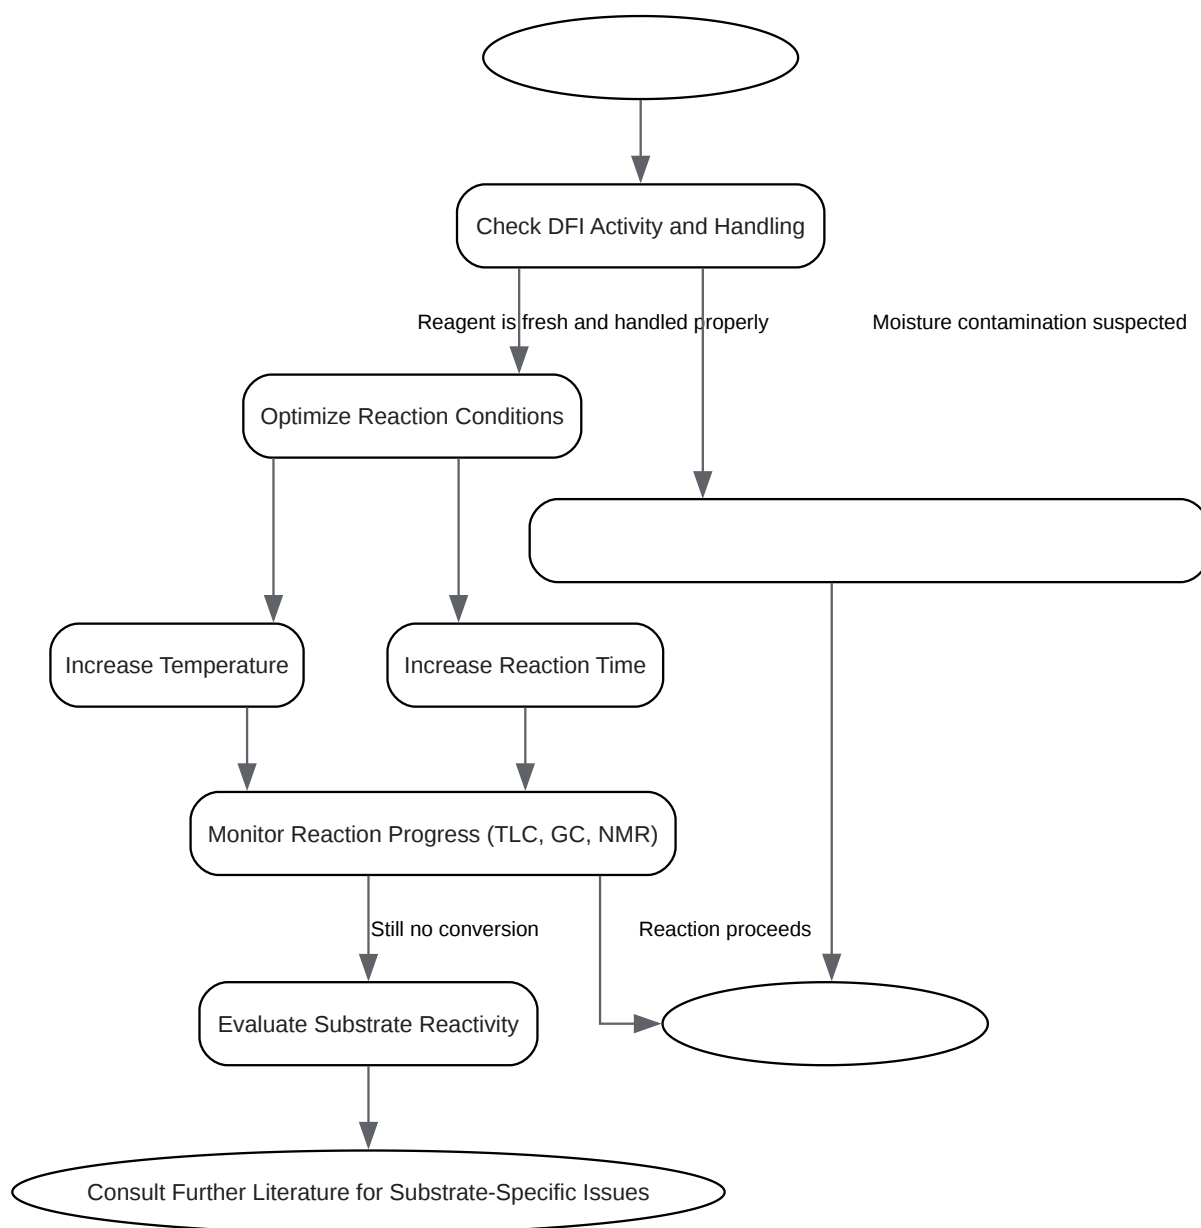 Check DFI Activity and Handling
Reagent is fresh and handled properly
Moisture contamination suspected
Optimize Reaction Conditions
Increase Temperature
Increase Reaction Time
Monitor Reaction Progress (TLC, GC, NMR)
Still no conversion
Reaction proceeds
Evaluate Substrate Reactivity
Consult Further Literature for Substrate-Specific Issues